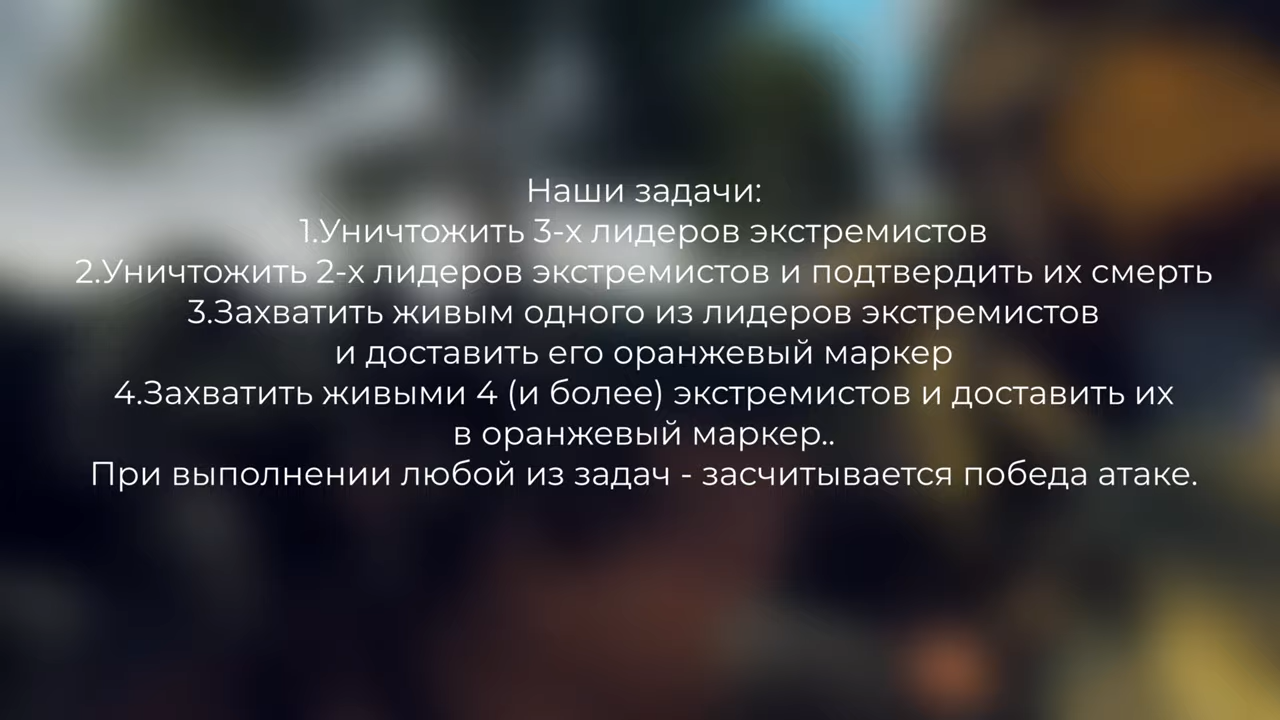 Наши задачи:
1.Уничтожить 3-х лидеров экстремистов
2.Уничтожить 2-х лидеров экстремистов и подтвердить их смерть
3.Захватить живым одного из лидеров экстремистов
и доставить его оранжевый маркер
4.Захватить живыми 4 (и более) экстремистов и доставить их
в оранжевый маркер..
При выполнении любой из задач - засчитывается победа атаке.